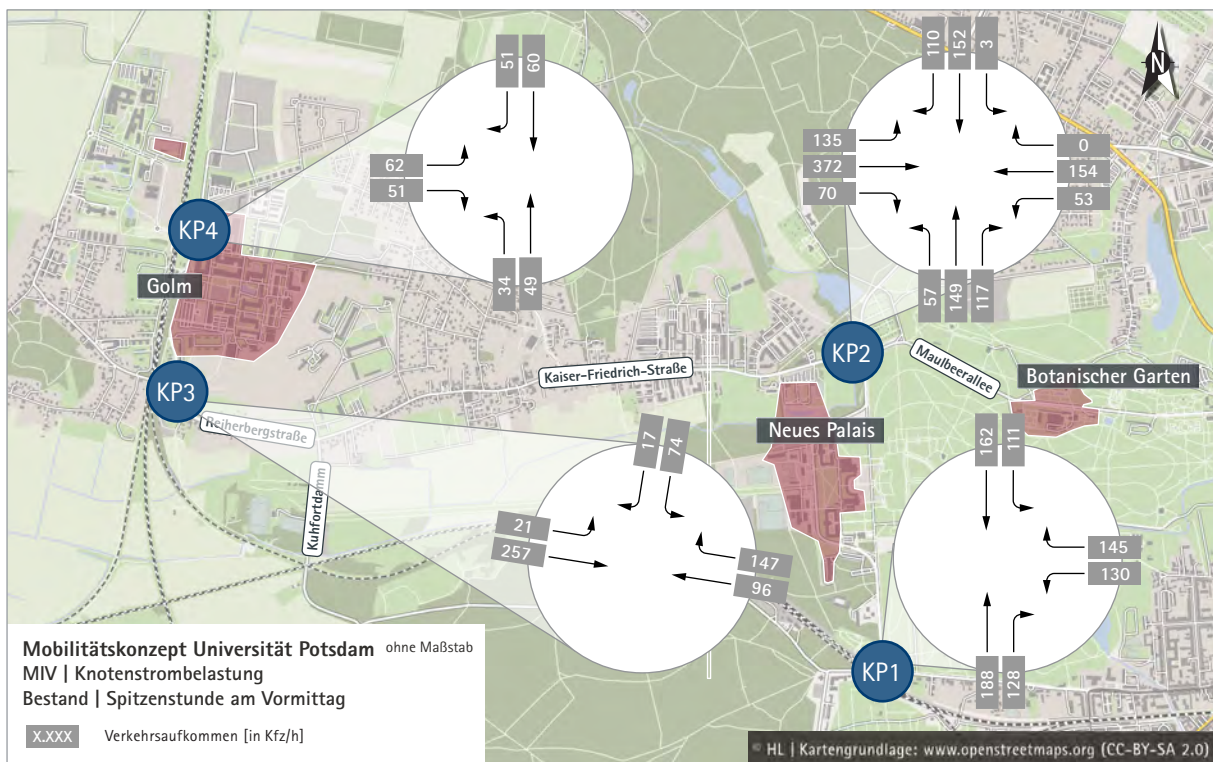 51
60
62
51
34
49
KP4
Golm
110
152
3
135
372
70
0
154
53
57
149
117
N
KP2
Maulbeerallee
Kaiser-Friedrich-Straße
Botanischer Garten
Neues Palais
KP3
Reiherbergstraße
Kuhfortdamm
17
74
21
257
147
96
162
111
145
130
188
128
KP1
Mobilitätskonzept Universität Potsdam ohne Maßstab
MIV | Knotenstrombelastung
Bestand | Spitzenstunde am Vormittag
X.XXX Verkehrsaufkommen [in Kfz/h]
© HL | Kartengrundlage: www.openstreetmaps.org (CC-BY-SA 2.0)